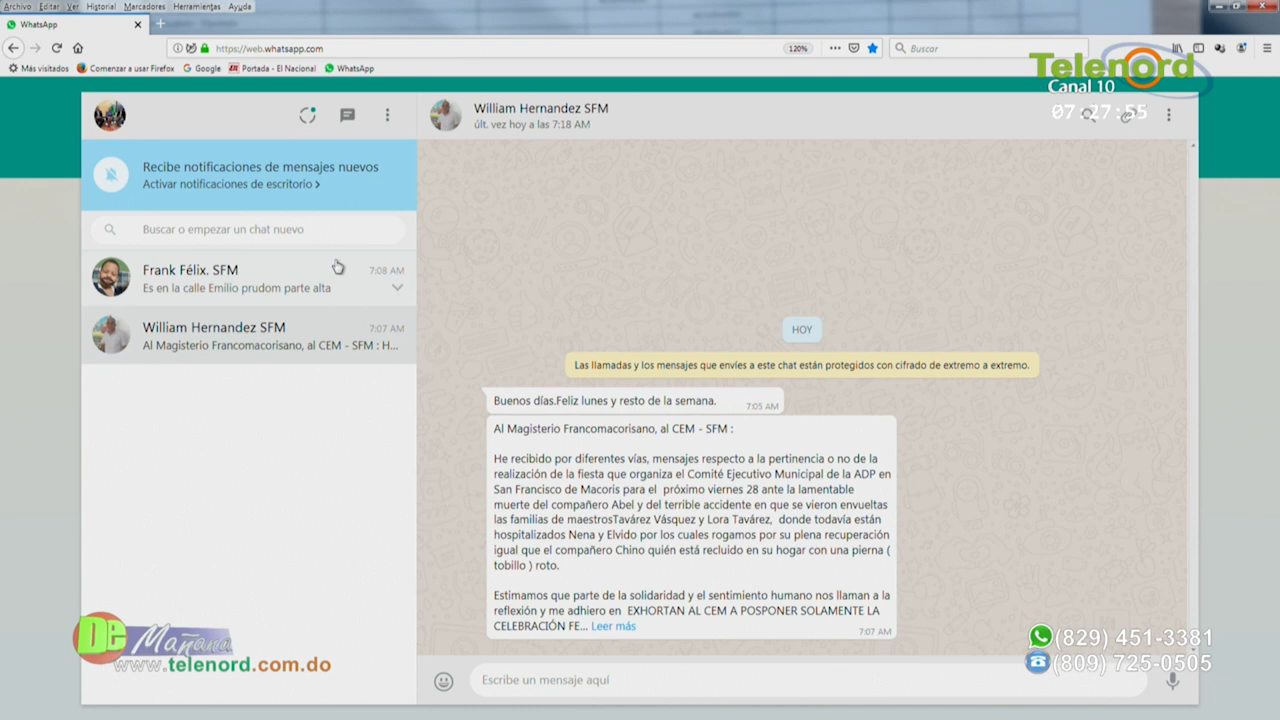 Archivo Editar Ver Historial Marcadores Herramientas Ayuda
WhatsApp
https://web.whatsapp.com
120%
Buscar
Más visitados Comenzar a usar Firefox Google Portada - El Nacional WhatsApp
Telenord
Canal 10
07:27:55
William Hernandez SFM
últ. vez hoy a las 7:18 AM
Recibe notificaciones de mensajes nuevos
Activar notificaciones de escritorio >
Buscar o empezar un chat nuevo
Frank Félix. SFM
7:08 AM
Es en la calle Emilio prudom parte alta
William Hernandez SFM
7:07 AM
Al Magisterio Francomacorisano, al CEM - SFM : H...
HOY
Las llamadas y los mensajes que envíes a este chat están protegidos con cifrado de extremo a extremo.
Buenos días.Feliz lunes y resto de la semana.
7:05 AM
Al Magisterio Francomacorisano, al CEM - SFM :
He recibido por diferentes vías, mensajes respecto a la pertinencia o no de la
realización de la fiesta que organiza el Comité Ejecutivo Municipal de la ADP en
San Francisco de Macorís para el próximo viernes 28 ante la lamentable
muerte del compañero Abel y del terrible accidente en que se vieron envueltas
las familias de maestrosTavárez Vásquez y Lora Tavárez, donde todavía están
hospitalizados Nena y Elvido por los cuales rogamos por su plena recuperación
igual que el compañero Chino quién está recluido en su hogar con una pierna (
tobillo ) roto.
Estimamos que parte de la solidaridad y el sentimiento humano nos llaman a la
reflexión y me adhiero en EXHORTAN AL CEM A POSPONER SOLAMENTE LA
CELEBRACIÓN FE... Leer más
7:07 AM
Escribe un mensaje aquí
De Mañana
www.telenord.com.do
(829) 451-3381
(809) 725-0505